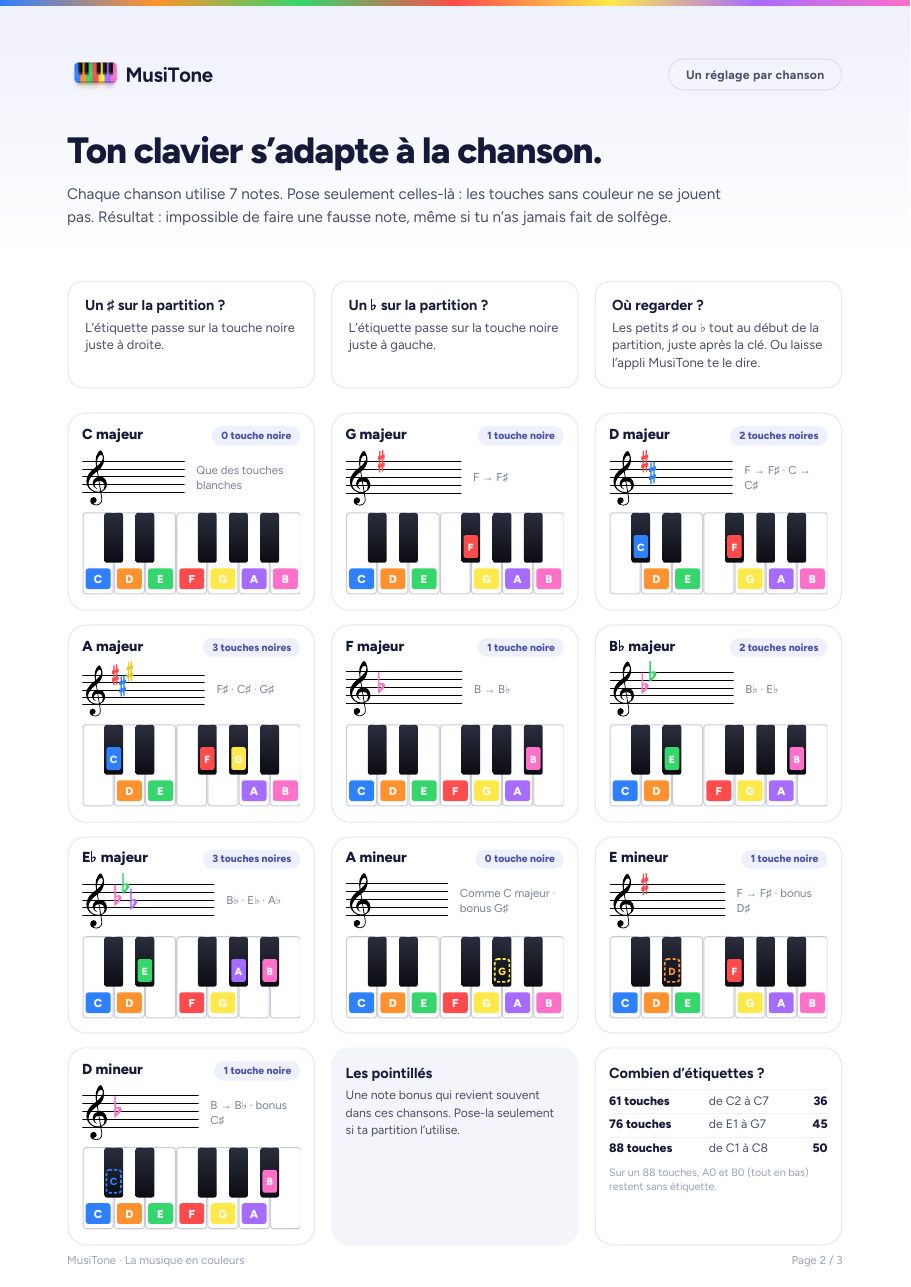 MusiTone
Un réglage par chanson
Ton clavier s’adapte à la chanson.
Chaque chanson utilise 7 notes. Pose seulement celles-là : les touches sans couleur ne se jouent
pas. Résultat : impossible de faire une fausse note, même si tu n’as jamais fait de solfège.
Un ♯ sur la partition ?
L’étiquette passe sur la touche noire
juste à droite.
Un ♭ sur la partition ?
L’étiquette passe sur la touche noire
juste à gauche.
Où regarder ?
Les petits ♯ ou ♭ tout au début de la
partition, juste après la clé. Ou laisse
l’appli MusiTone te le dire.
C majeur
0 touche noire
Que des touches
blanches
C D E F G A B
G majeur
1 touche noire
F → F♯
F
C D E G A B
D majeur
2 touches noires
F → F♯ · C →
C♯
C F
D E G A B
A majeur
3 touches noires
F♯ · C♯ · G♯
C F G
D E A B
F majeur
1 touche noire
B → B♭
B
C D E F G A
B♭ majeur
2 touches noires
B♭ · E♭
E B
C D F G A
E♭ majeur
3 touches noires
B♭ · E♭ · A♭
E A B
C D F G
A mineur
0 touche noire
Comme C majeur ·
bonus G♯
G
C D E F G A B
E mineur
1 touche noire
F → F♯ · bonus
D♯
D F
C D E G A B
D mineur
1 touche noire
B → B♭ · bonus
C♯
C B
C D E F G A
Les pointillés
Une note bonus qui revient souvent
dans ces chansons. Pose-la seulement
si ta partition l’utilise.
Combien d’étiquettes ?
61 touches de C2 à C7 36
76 touches de E1 à G7 45
88 touches de C1 à C8 50
Sur un 88 touches, A0 et B0 (tout en bas)
restent sans étiquette.
MusiTone · La musique en couleurs
Page 2 / 3